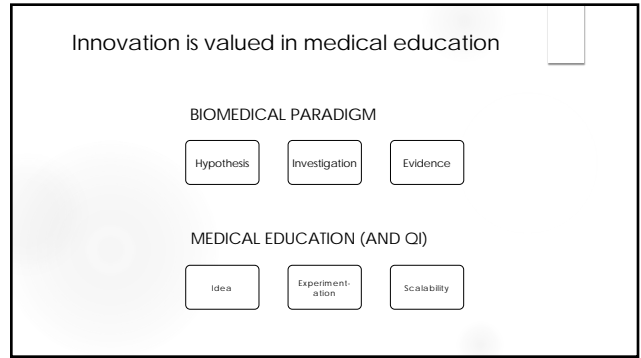 Innovation is valued in medical education
BIOMEDICAL PARADIGM
Hypothesis Investigation Evidence
MEDICAL EDUCATION (AND QI)
Idea Experiment- Scalability
ation